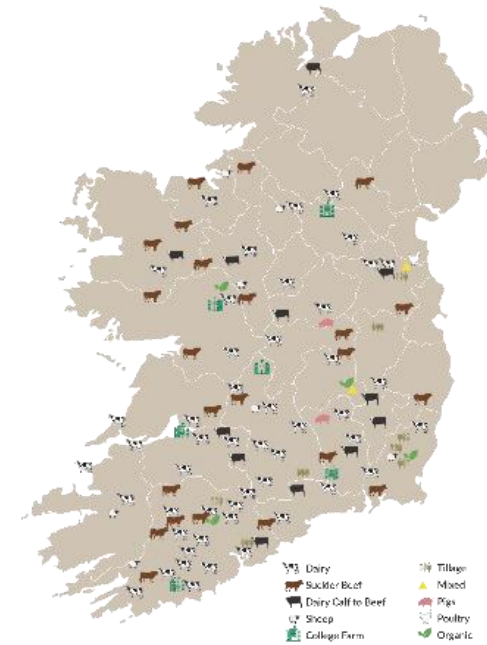 Dairy
Suckler Beef
Dairy Calf to Beef
Sheep
College Farm
Tillage
Mixed
Pigs
Poultry
Organic